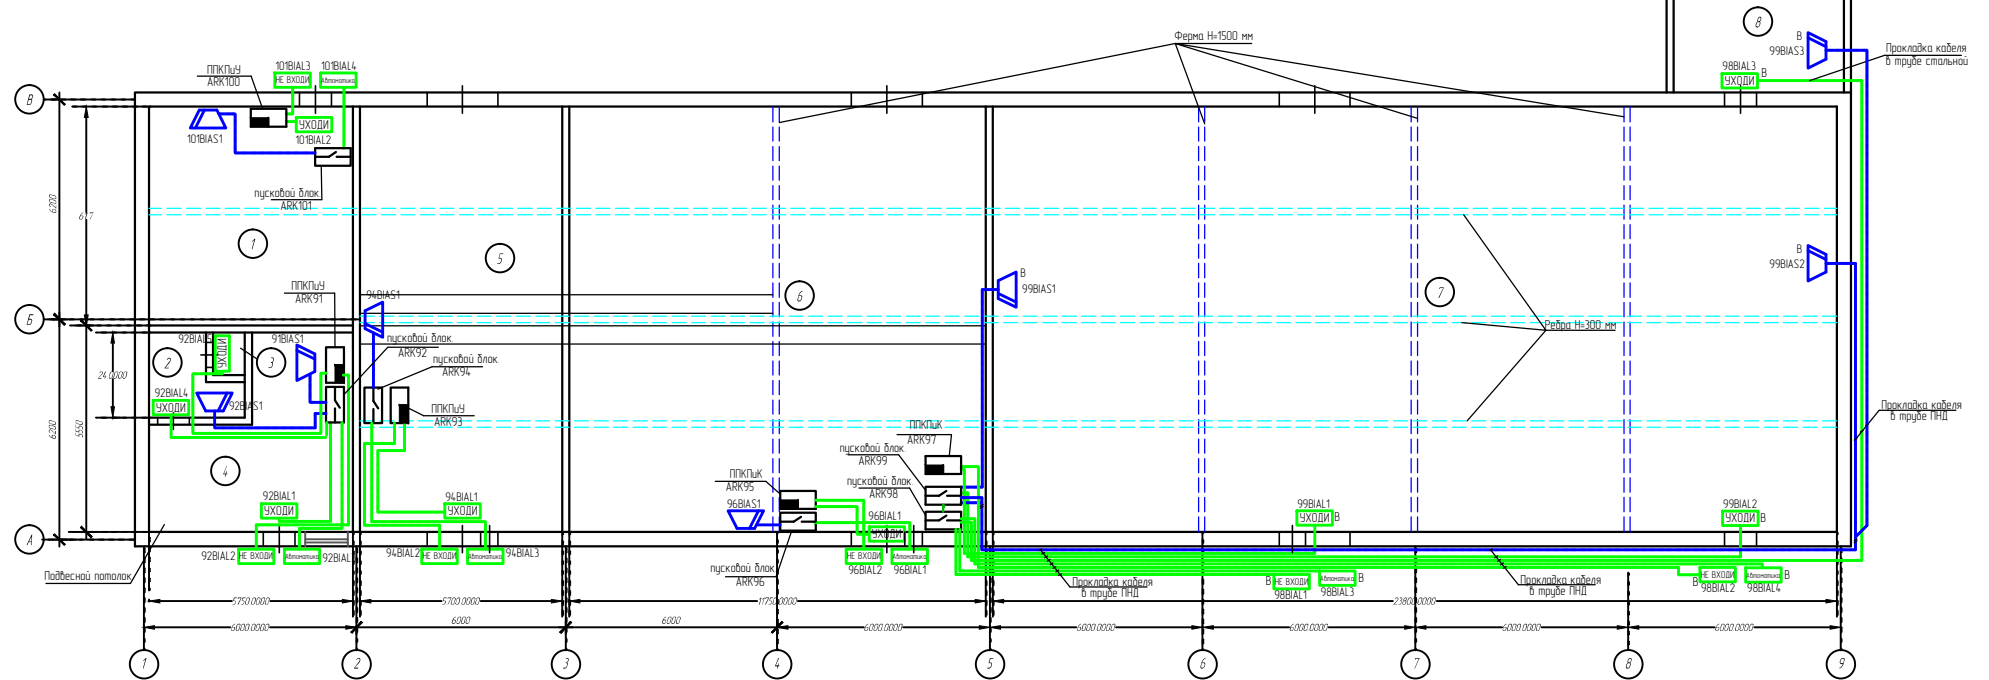 8
В
99BIAS3
Прокладка кабеля
в трубе стальной
Ферма Н=1500 мм
98BIAL3
УХОДИ
В
ППКПиУ
ARK100
101BIAL3
НЕ ВХОДИ
101BIAL4
Автоматика
В
101BIAS1
УХОДИ
101BIAL2
пусковой блок
ARK101
6200
1
5
6
7
В
99BIAS2
В
99BIAS1
ППКПиУ
ARK91
94BIAS1
Б
Ребра Н=300 мм
УХОДИ
91BIAS1
пусковой блок
ARK92
пусковой блок
ARK94
2
3
24.0000
92BIAL4
УХОДИ
92BIAS1
ППКПиУ
ARK93
6200
5550
Прокладка кабеля
в трубе ПНД
ППКПиК
ARK97
пусковой блок
ARK99
пусковой блок
ARK98
4
ППКПиК
ARK95
96BIAS1
92BIAL1
УХОДИ
94BIAL1
УХОДИ
96BIAL1
УХОДИ
99BIAL1
УХОДИ
В
99BIAL2
УХОДИ
В
А
92BIAL2
НЕ ВХОДИ
Автоматика
92BIAL
94BIAL2
НЕ ВХОДИ
Автоматика
94BIAL3
НЕ ВХОДИ
96BIAL2
Автоматика
96BIAL1
Подвесной потолок
пусковой блок
ARK96
Прокладка кабеля
в трубе ПНД
В
НЕ ВХОДИ
98BIAL1
Автоматика
В
98BIAL3
Прокладка кабеля
в трубе ПНД
В
НЕ ВХОДИ
98BIAL2
Автоматика
В
98BIAL4
5750.0000
5700.0000
11750.0000
23800.0000
6000.0000
6000
6000
6000.0000
6000.0000
6000.0000
6000.0000
6000.0000
1
2
3
4
5
6
7
8
9